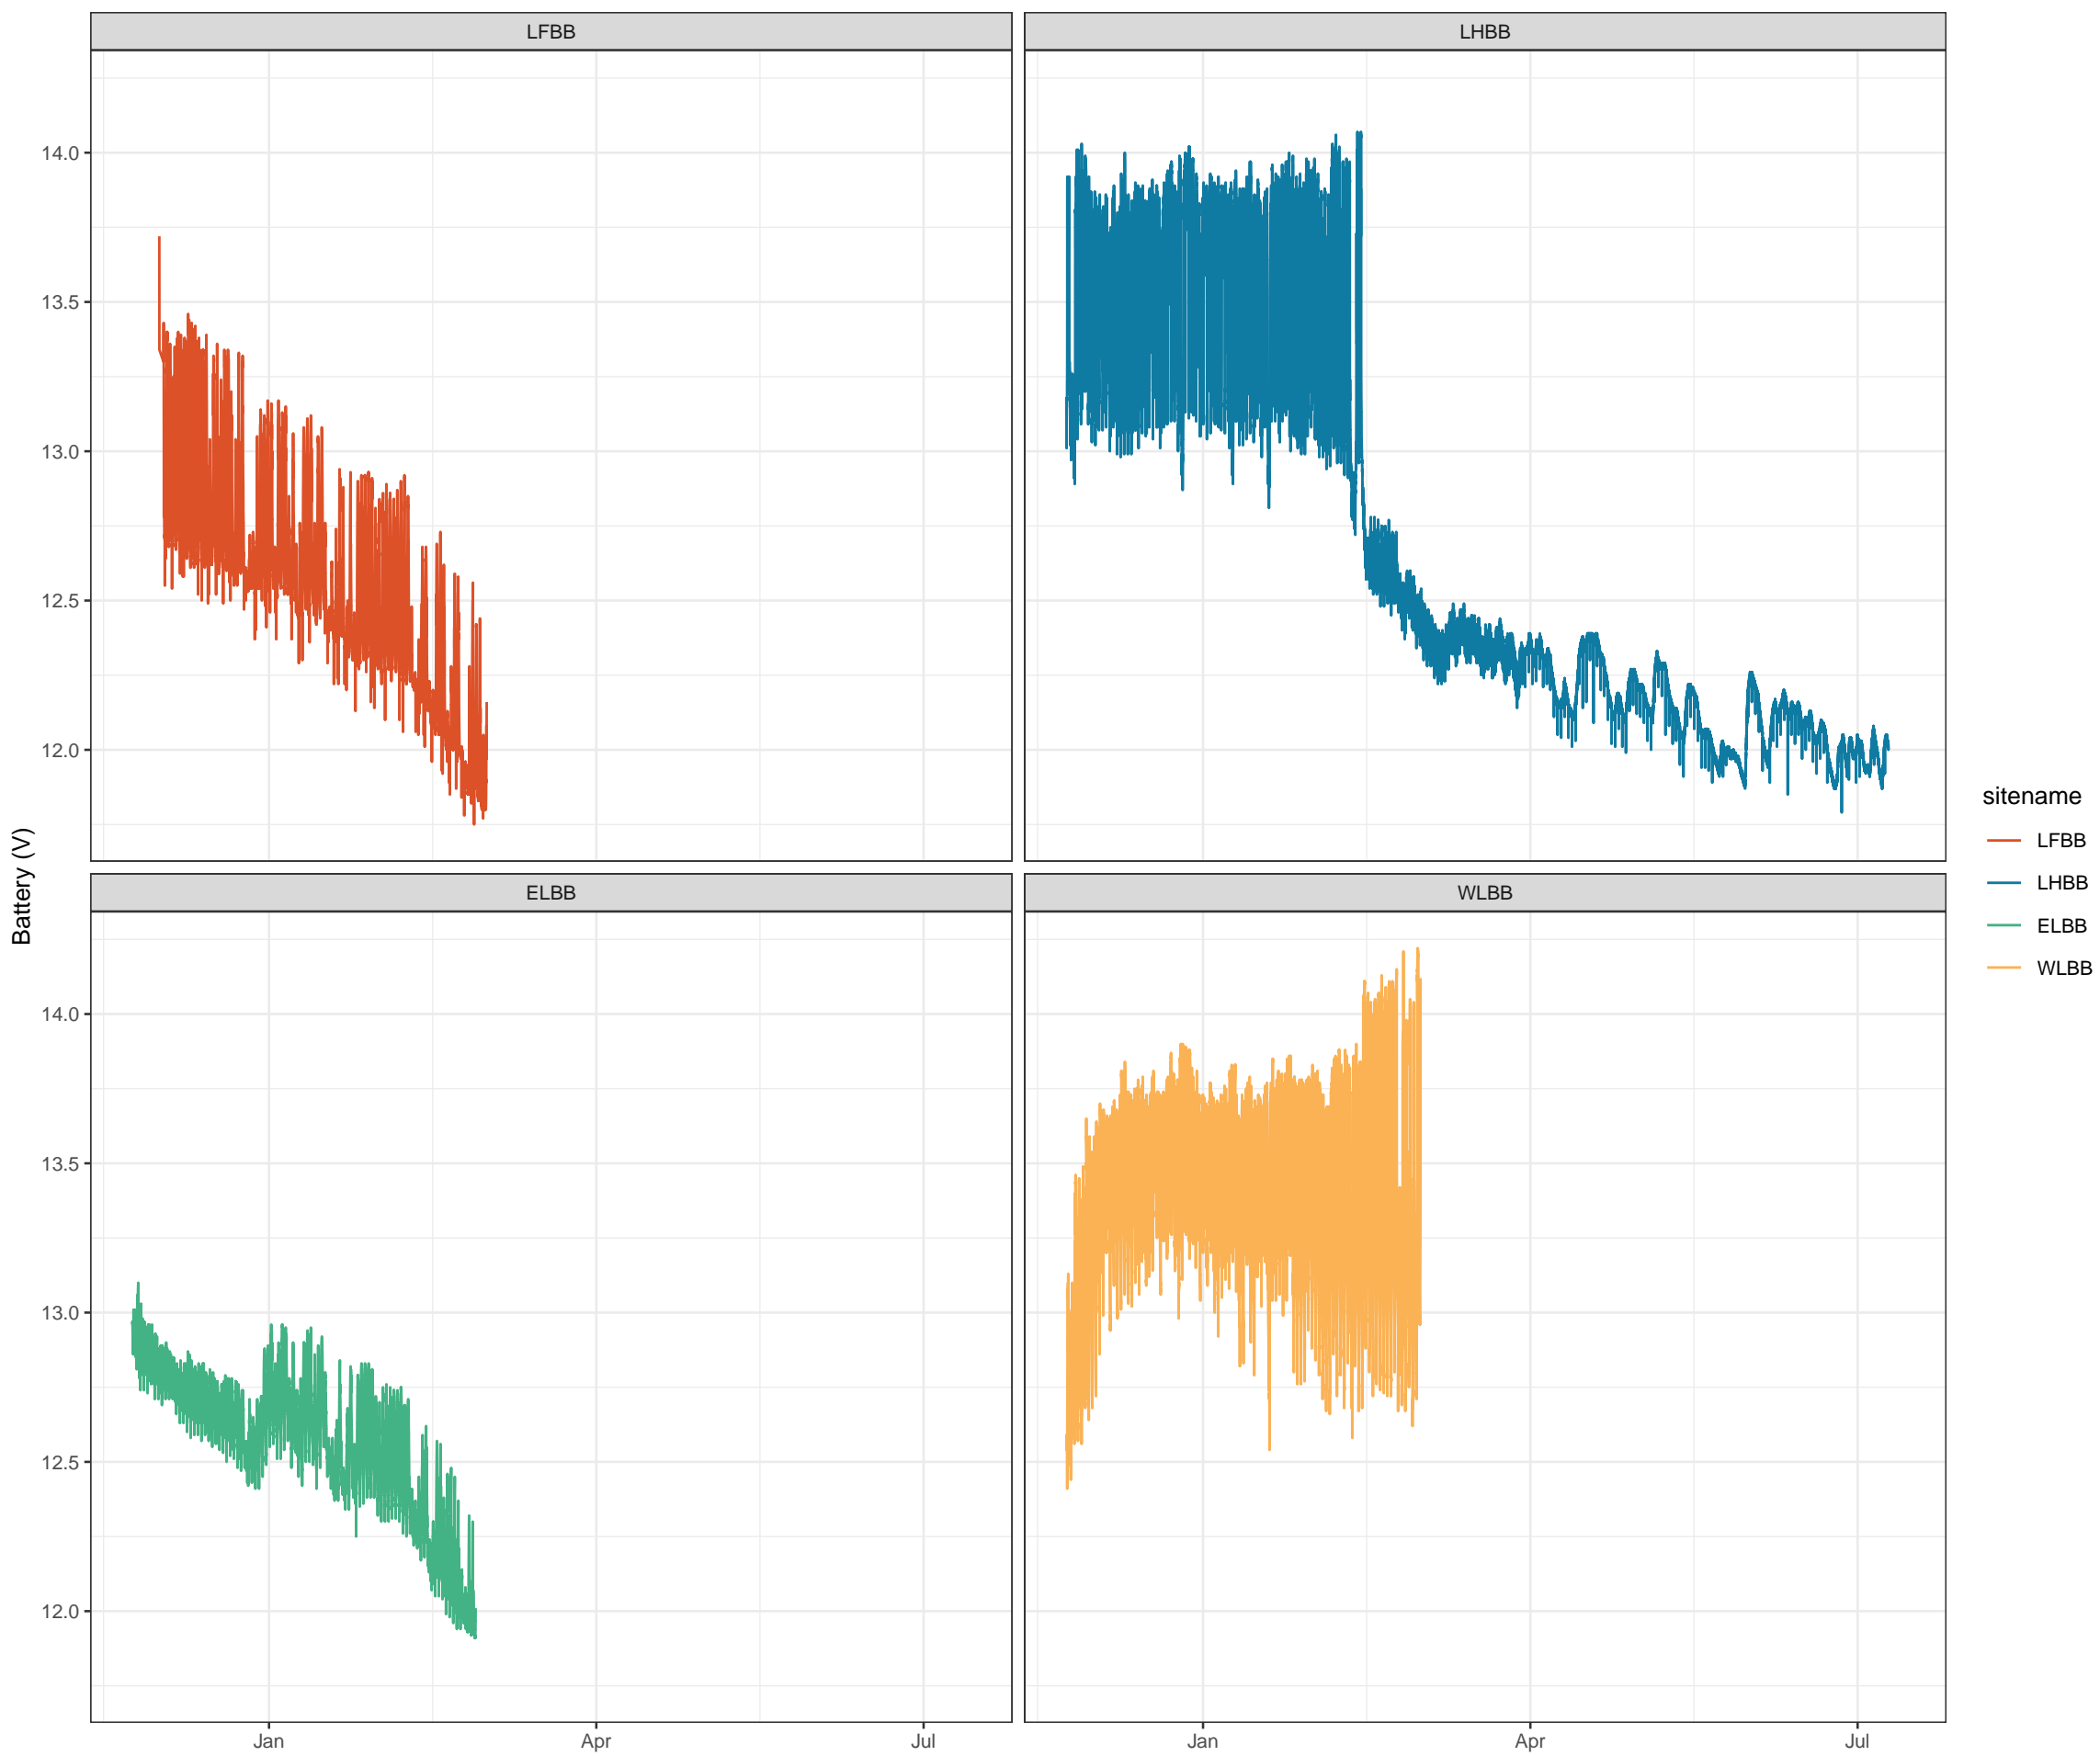 LFBB
LHBB
14.0
13.5
13.0
12.5
12.0
Battery (V)
ELBB
WLBB
14.0
13.5
13.0
12.5
12.0
Jan
Apr
Jul
Jan
Apr
Jul
sitename
LFBB
LHBB
ELBB
WLBB